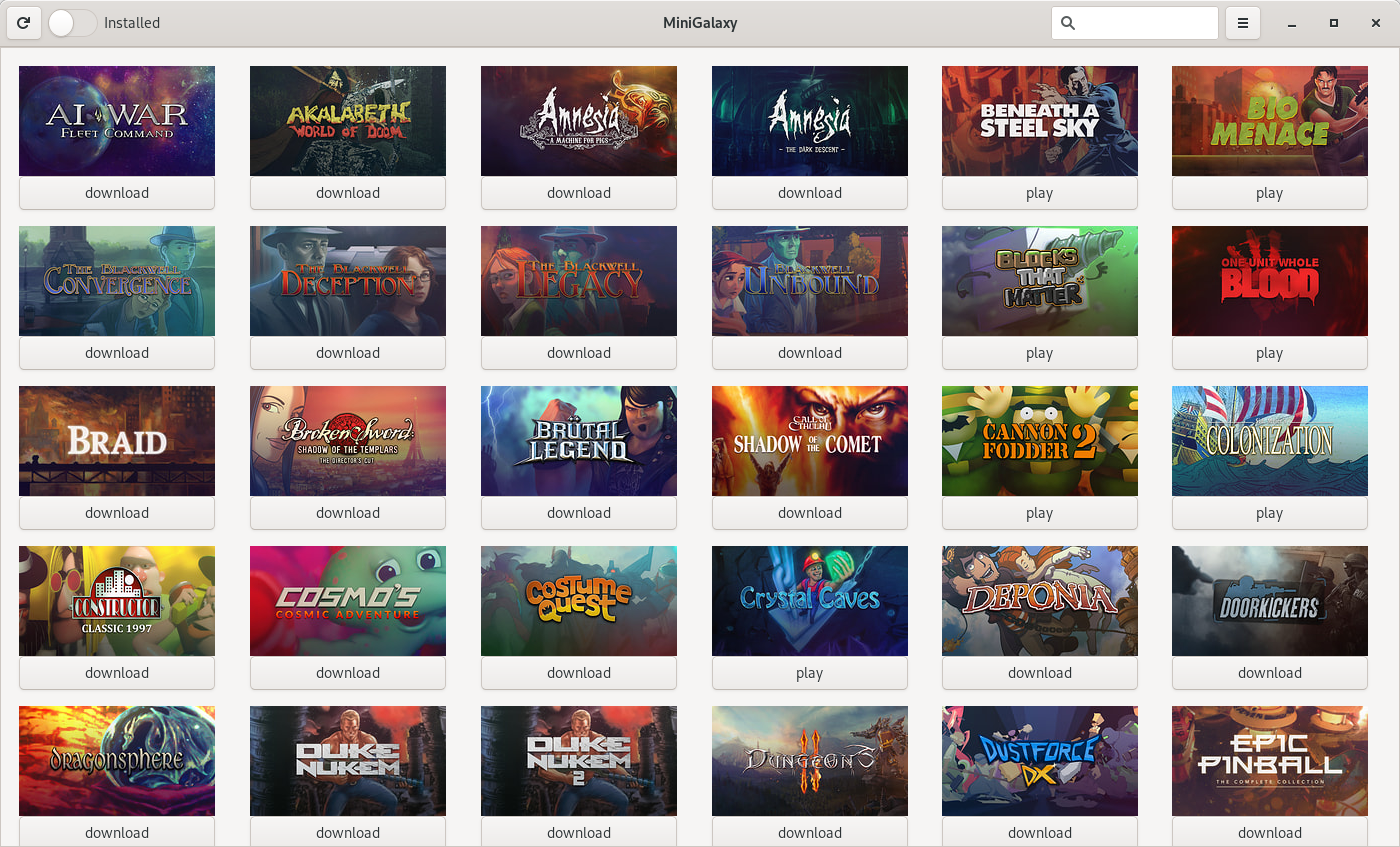 Installed
MiniGalaxy
AI WAR
FLEET COMMAND
AKALABETH
WORLD OF DOOM
Amnesia
A MACHINE FOR PIGS
Amnesia
- THE DARK DESCENT -
BENEATH A
STEEL SKY
BIO
MENACE
download
download
download
download
play
play
THE BLACKWELL
CONVERGENCE
THE BLACKWELL
DECEPTION
THE BLACKWELL
LEGACY
BLACKWELL
UNBOUND
BLOCKS
THAT
MATTER
ONE UNIT WHOLE
BLOOD
download
download
download
download
play
play
BRAID
Broken Sword:
SHADOW OF THE TEMPLARS
THE DIRECTOR'S CUT
BRÜTAL
LEGEND
CALL OF
CTHULHU
SHADOW OF THE COMET
CANNON
FODDER 2
COLONIZATION
download
download
download
download
play
play
CONSTRUCTOR
CLASSIC 1997
COSMO'S
COSMIC ADVENTURE
COSTUME
QUEST
Crystal Caves
DEPONIA
DOORKICKERS
download
download
download
play
download
download
dragonsphere
DUKE
NUKEM
DUKE
NUKEM
2
DUNGEONS
II
DUSTFORCE
DX
EPIC
PINBALL
THE COMPLETE COLLECTION
download
download
download
download
download
download